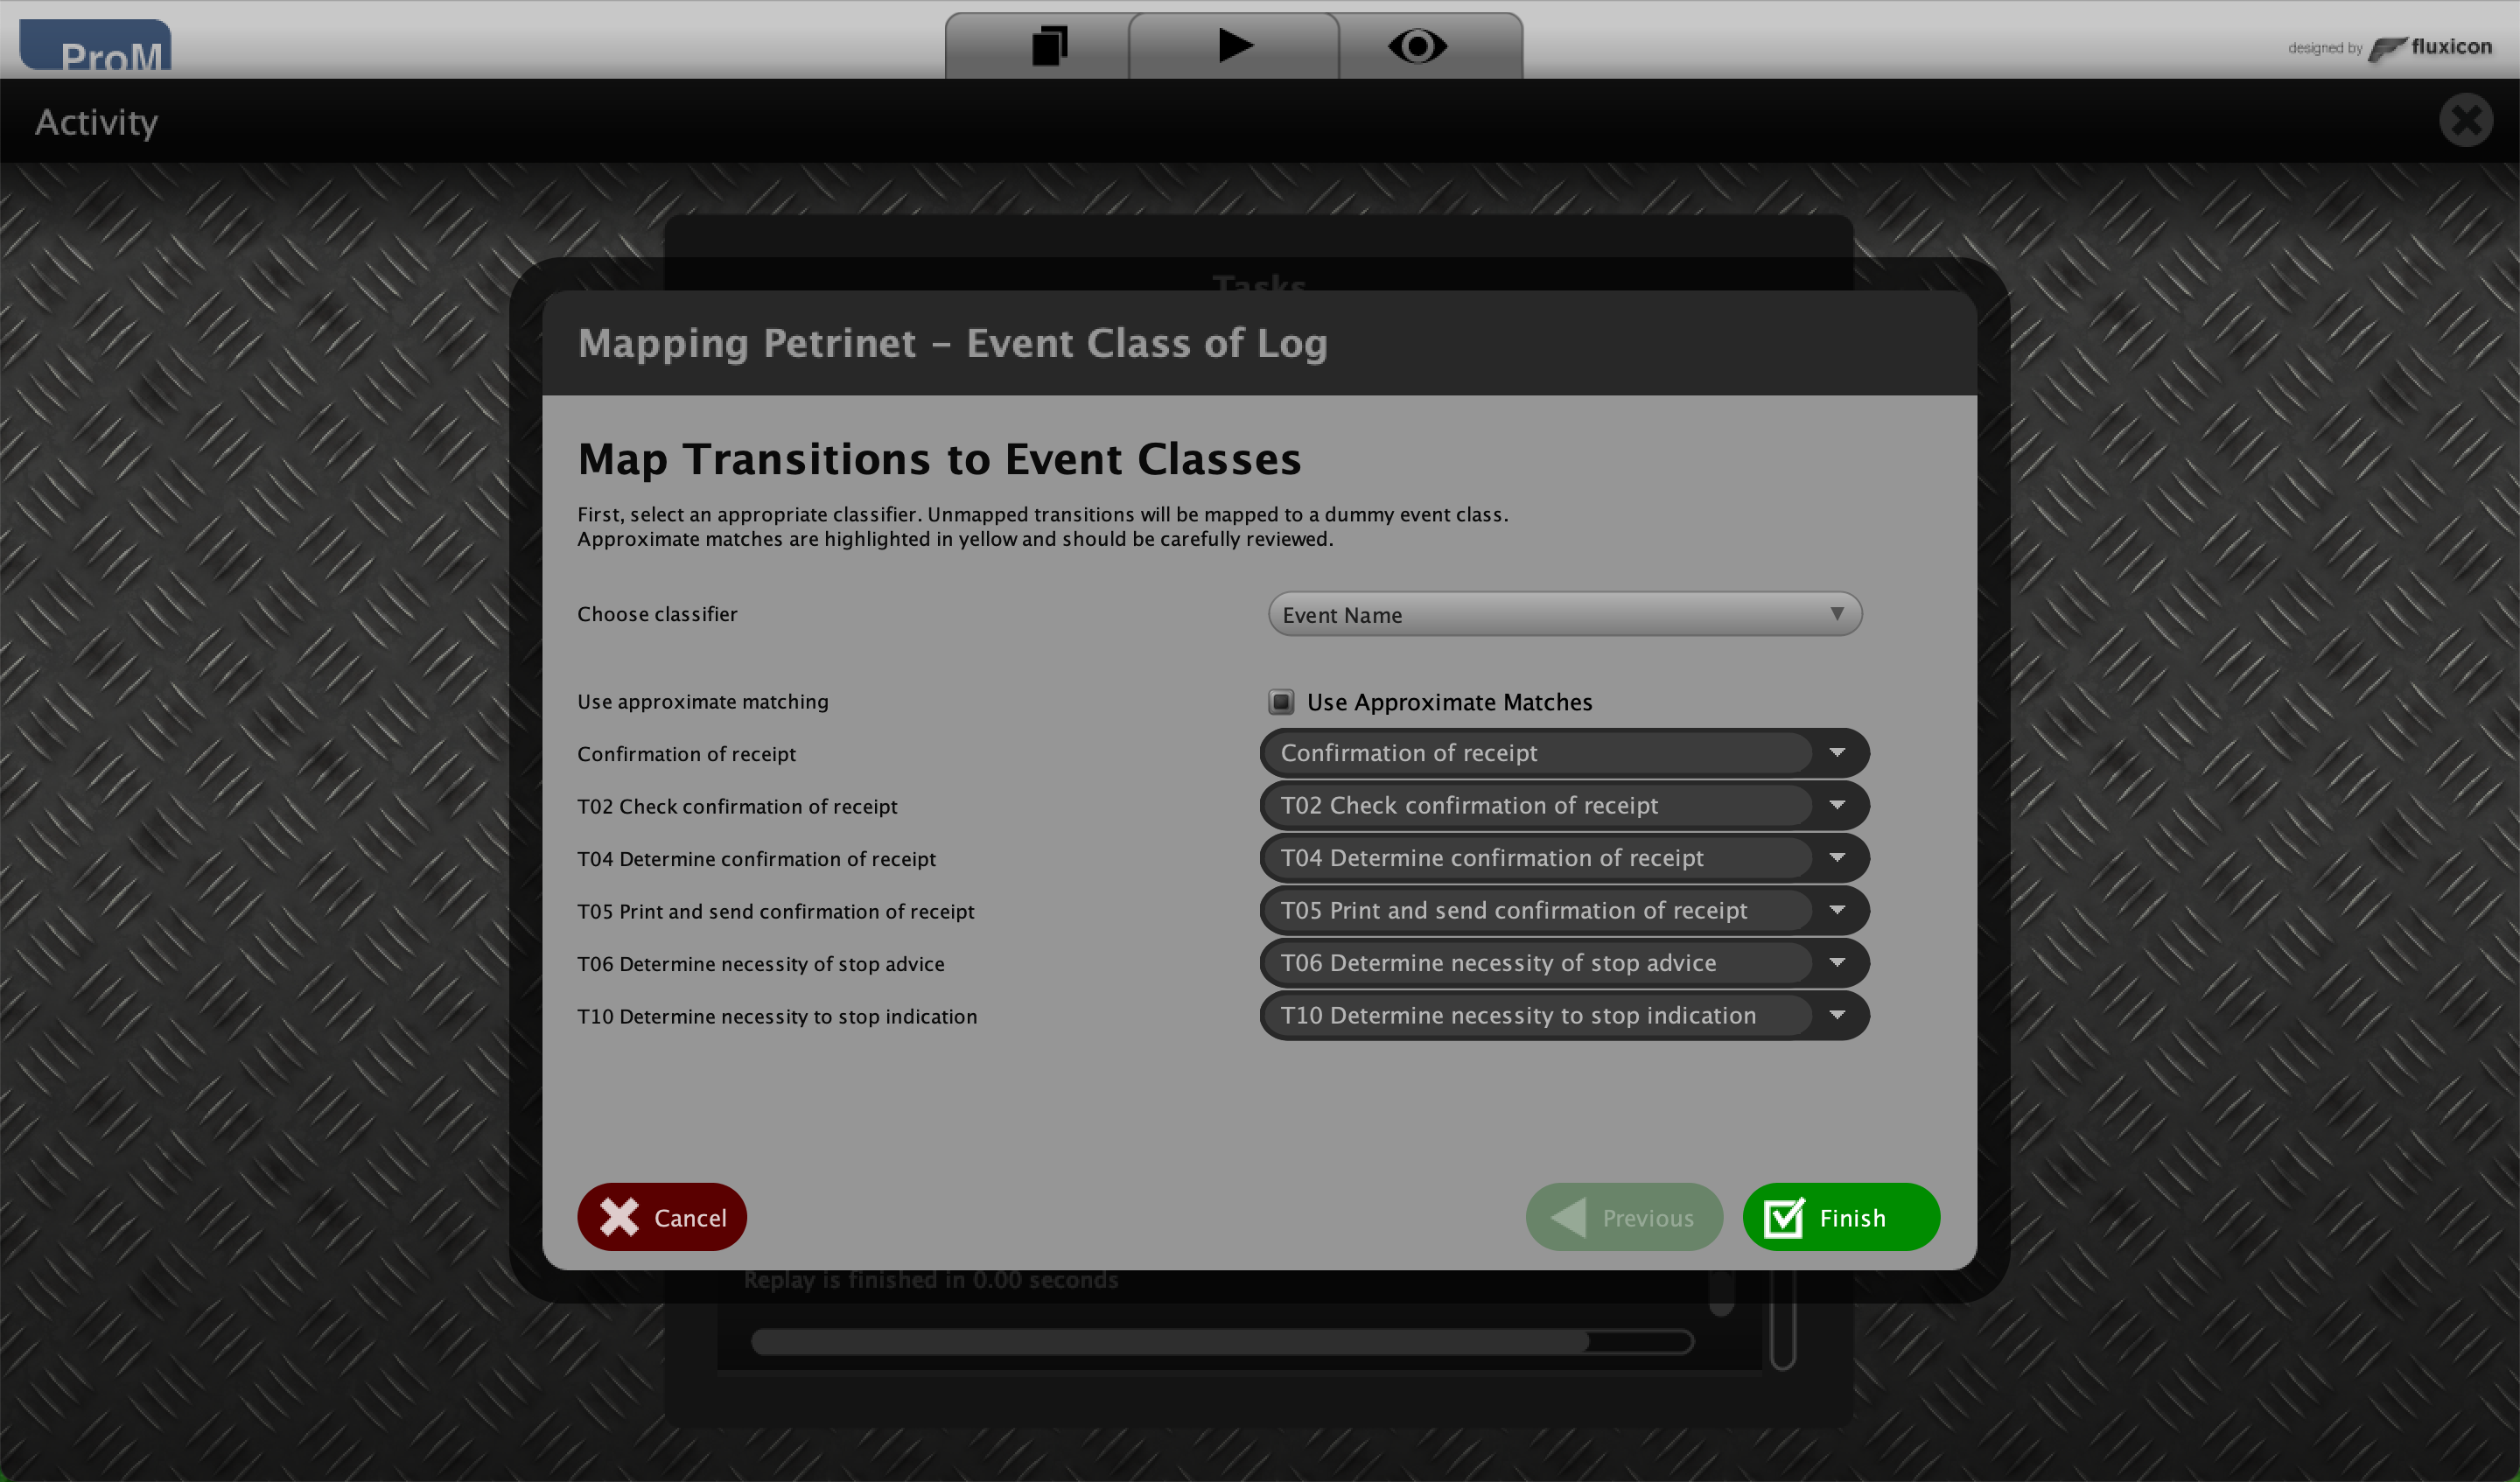 ProM
designed by fluxicon
Activity
Tasks
Mapping Petrinet – Event Class of Log
Map Transitions to Event Classes
First, select an appropriate classifier. Unmapped transitions will be mapped to a dummy event class.
Approximate matches are highlighted in yellow and should be carefully reviewed.
Choose classifier Event Name
Use approximate matching Use Approximate Matches
Confirmation of receipt Confirmation of receipt
T02 Check confirmation of receipt T02 Check confirmation of receipt
T04 Determine confirmation of receipt T04 Determine confirmation of receipt
T05 Print and send confirmation of receipt T05 Print and send confirmation of receipt
T06 Determine necessity of stop advice T06 Determine necessity of stop advice
T10 Determine necessity to stop indication T10 Determine necessity to stop indication
Cancel Previous Finish
Replay is finished in 0.00 seconds